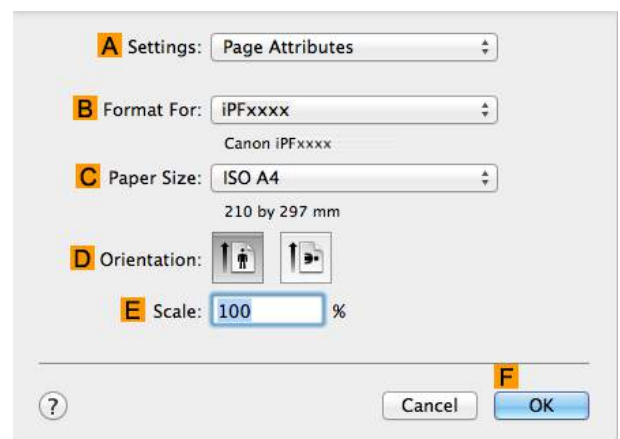 A Settings: Page Attributes
B Format For: iPFxxxx
Canon iPFxxxx
C Paper Size: ISO A4
210 by 297 mm
D Orientation:
E Scale: 100 %
F
? Cancel OK